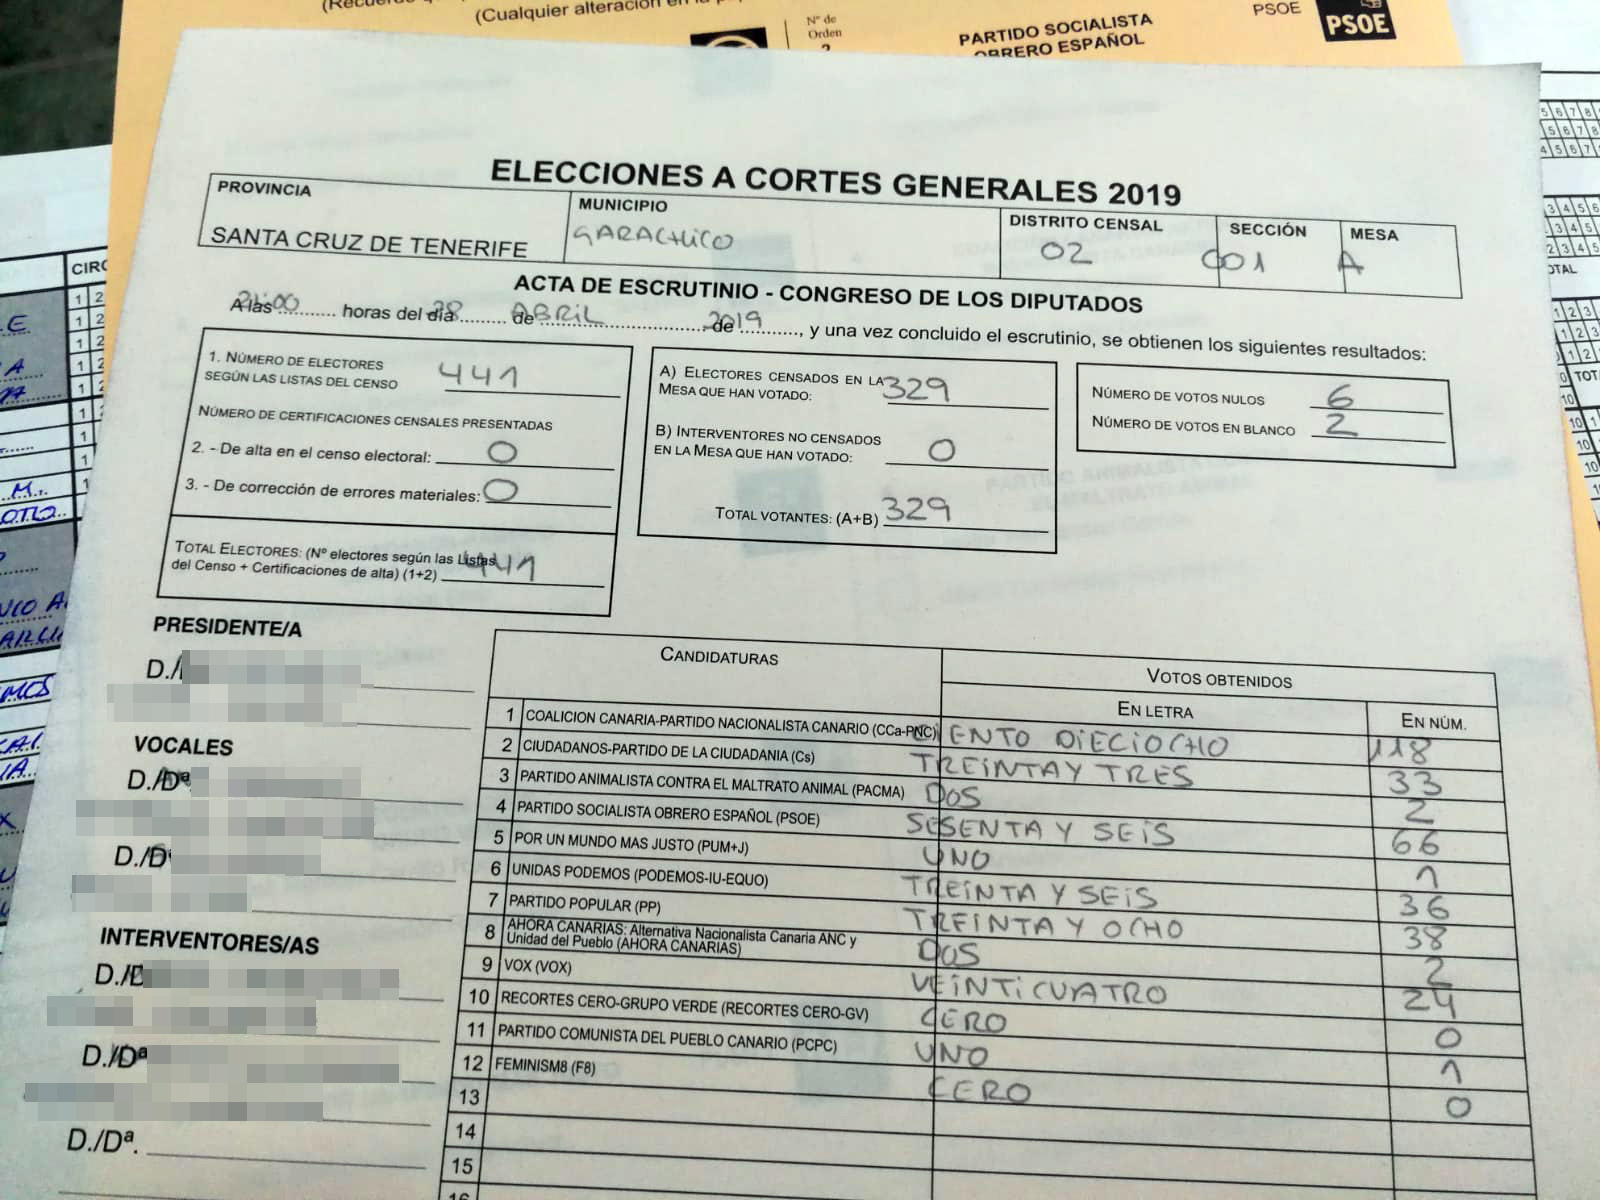 (Cualquier alteración en la
Nº de
Orden
2
PARTIDO SOCIALISTA
OBRERO ESPAÑOL
PSOE
PSOE
ELECCIONES A CORTES GENERALES 2019
PROVINCIA
SANTA CRUZ DE TENERIFE
MUNICIPIO
GARACHICO
DISTRITO CENSAL
02
SECCIÓN
001
MESA
A
ACTA DE ESCRUTINIO - CONGRESO DE LOS DIPUTADOS
A las 21:00 horas del día 28 de ABRIL de 2019, y una vez concluido el escrutinio, se obtienen los siguientes resultados:
1. NÚMERO DE ELECTORES
SEGÚN LAS LISTAS DEL CENSO 441
NÚMERO DE CERTIFICACIONES CENSALES PRESENTADAS
2. - De alta en el censo electoral: 0
3. - De corrección de errores materiales: 0
TOTAL ELECTORES: (Nº electores según las Listas
del Censo + Certificaciones de alta) (1+2) 441
A) ELECTORES CENSADOS EN LA
MESA QUE HAN VOTADO: 329
B) INTERVENTORES NO CENSADOS
EN LA MESA QUE HAN VOTADO: 0
TOTAL VOTANTES: (A+B) 329
NÚMERO DE VOTOS NULOS 6
NÚMERO DE VOTOS EN BLANCO 2
PRESIDENTE/A
D./
VOCALES
D./Dª
D./Dª
INTERVENTORES/AS
D./D
D./Dª
D./Dª.
CANDIDATURAS
VOTOS OBTENIDOS
EN LETRA
EN NÚM.
1 COALICION CANARIA-PARTIDO NACIONALISTA CANARIO (CCa-PNC) CIENTO DIECIOCHO 118
2 CIUDADANOS-PARTIDO DE LA CIUDADANIA (Cs) TREINTA Y TRES 33
3 PARTIDO ANIMALISTA CONTRA EL MALTRATO ANIMAL (PACMA) DOS 2
4 PARTIDO SOCIALISTA OBRERO ESPAÑOL (PSOE) SESENTA Y SEIS 66
5 POR UN MUNDO MAS JUSTO (PUM+J) UNO 1
6 UNIDAS PODEMOS (PODEMOS-IU-EQUO) TREINTA Y SEIS 36
7 PARTIDO POPULAR (PP) TREINTA Y OCHO 38
8 AHORA CANARIAS: Alternativa Nacionalista Canaria ANC y
Unidad del Pueblo (AHORA CANARIAS) DOS 2
9 VOX (VOX) VEINTICUATRO 24
10 RECORTES CERO-GRUPO VERDE (RECORTES CERO-GV) CERO 0
11 PARTIDO COMUNISTA DEL PUEBLO CANARIO (PCPC) UNO 1
12 FEMINISM8 (F8) CERO 0
13
14
15
16